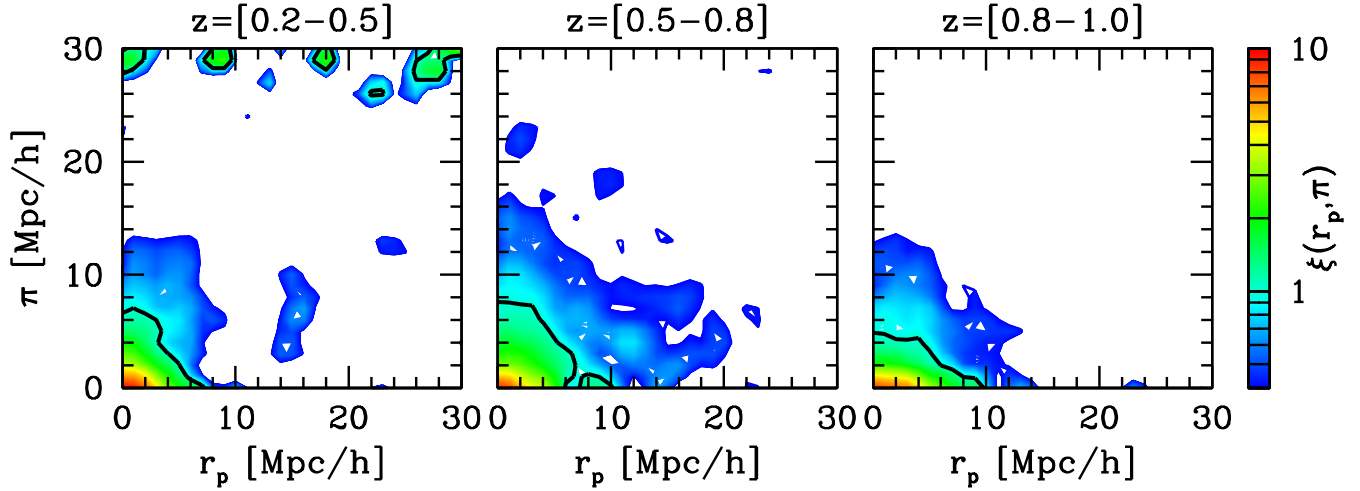 z=[0.2−0.5] z=[0.5−0.8] z=[0.8−1.0]
30
20
10
0
π [Mpc/h]
0 10 20 30 0 10 20 30 0 10 20 30
r_p [Mpc/h] r_p [Mpc/h] r_p [Mpc/h]
10
1
ξ(r_p,π)